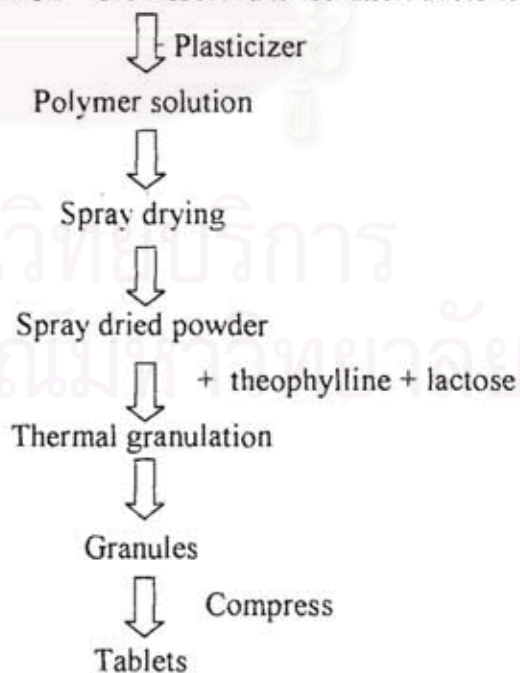 Plasticizer
Polymer solution
Spray drying
Spray dried powder
+ theophylline + lactose
Thermal granulation
Granules
Compress
Tablets